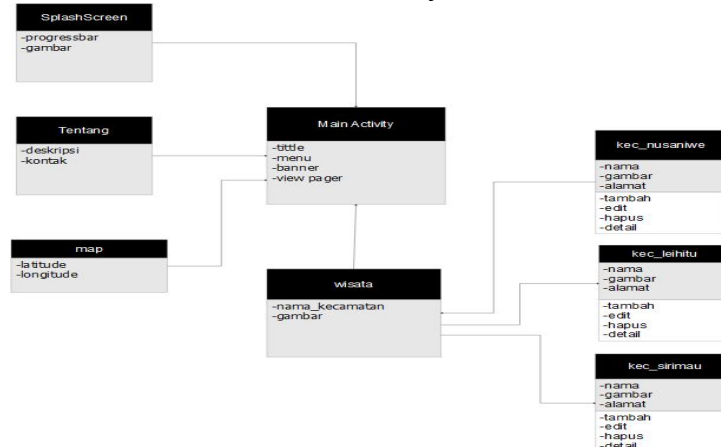 SplashScreen
-progressbar
-gambar
Tentang
-deskripsi
-kontak
map
-latitude
-longitude
Main Activity
-tittle
-menu
-banner
-view pager
wisata
-nama_kecamatan
-gambar
kec_nusaniwe
-nama
-gambar
-alamat
-tambah
-edit
-hapus
-detail
kec_leihitu
-nama
-gambar
-alamat
-tambah
-edit
-hapus
-detail
kec_sirimau
-nama
-gambar
-alamat
-tambah
-edit
-hapus
-detail